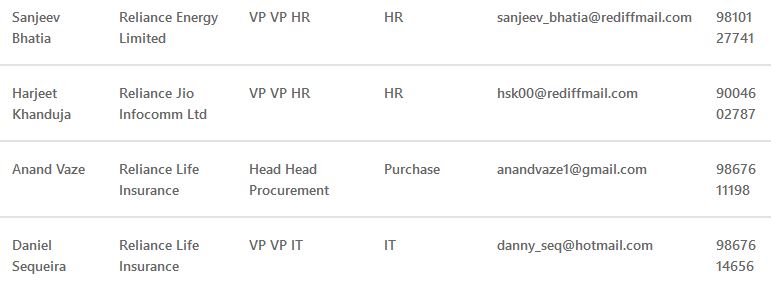 Sanjeev Reliance Energy VP VP HR HR sanjeev_bhatia@rediffmail.com 98101
Bhatia Limited 27741
Harjeet Reliance Jio VP VP HR HR hsk00@rediffmail.com 90046
Khanduja Infocomm Ltd 02787
Anand Vaze Reliance Life Head Head Purchase anandvaze1@gmail.com 98676
Insurance Procurement 11198
Daniel Reliance Life VP VP IT IT danny_seq@hotmail.com 98676
Sequeira Insurance 14656